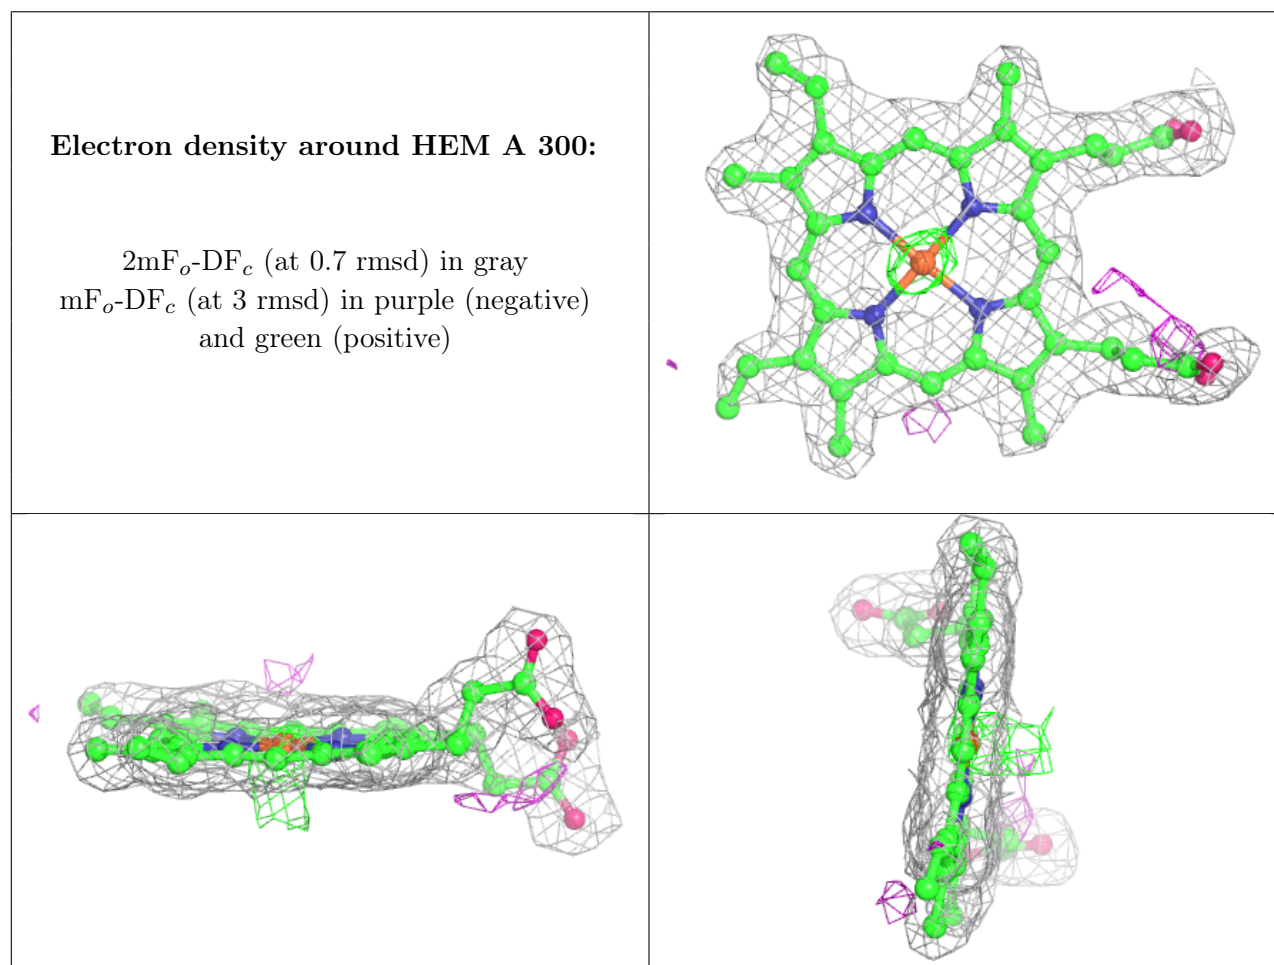 Electron density around HEM A 300:
2mFo-DFc (at 0.7 rmsd) in gray
mFo-DFc (at 3 rmsd) in purple (negative)
and green (positive)